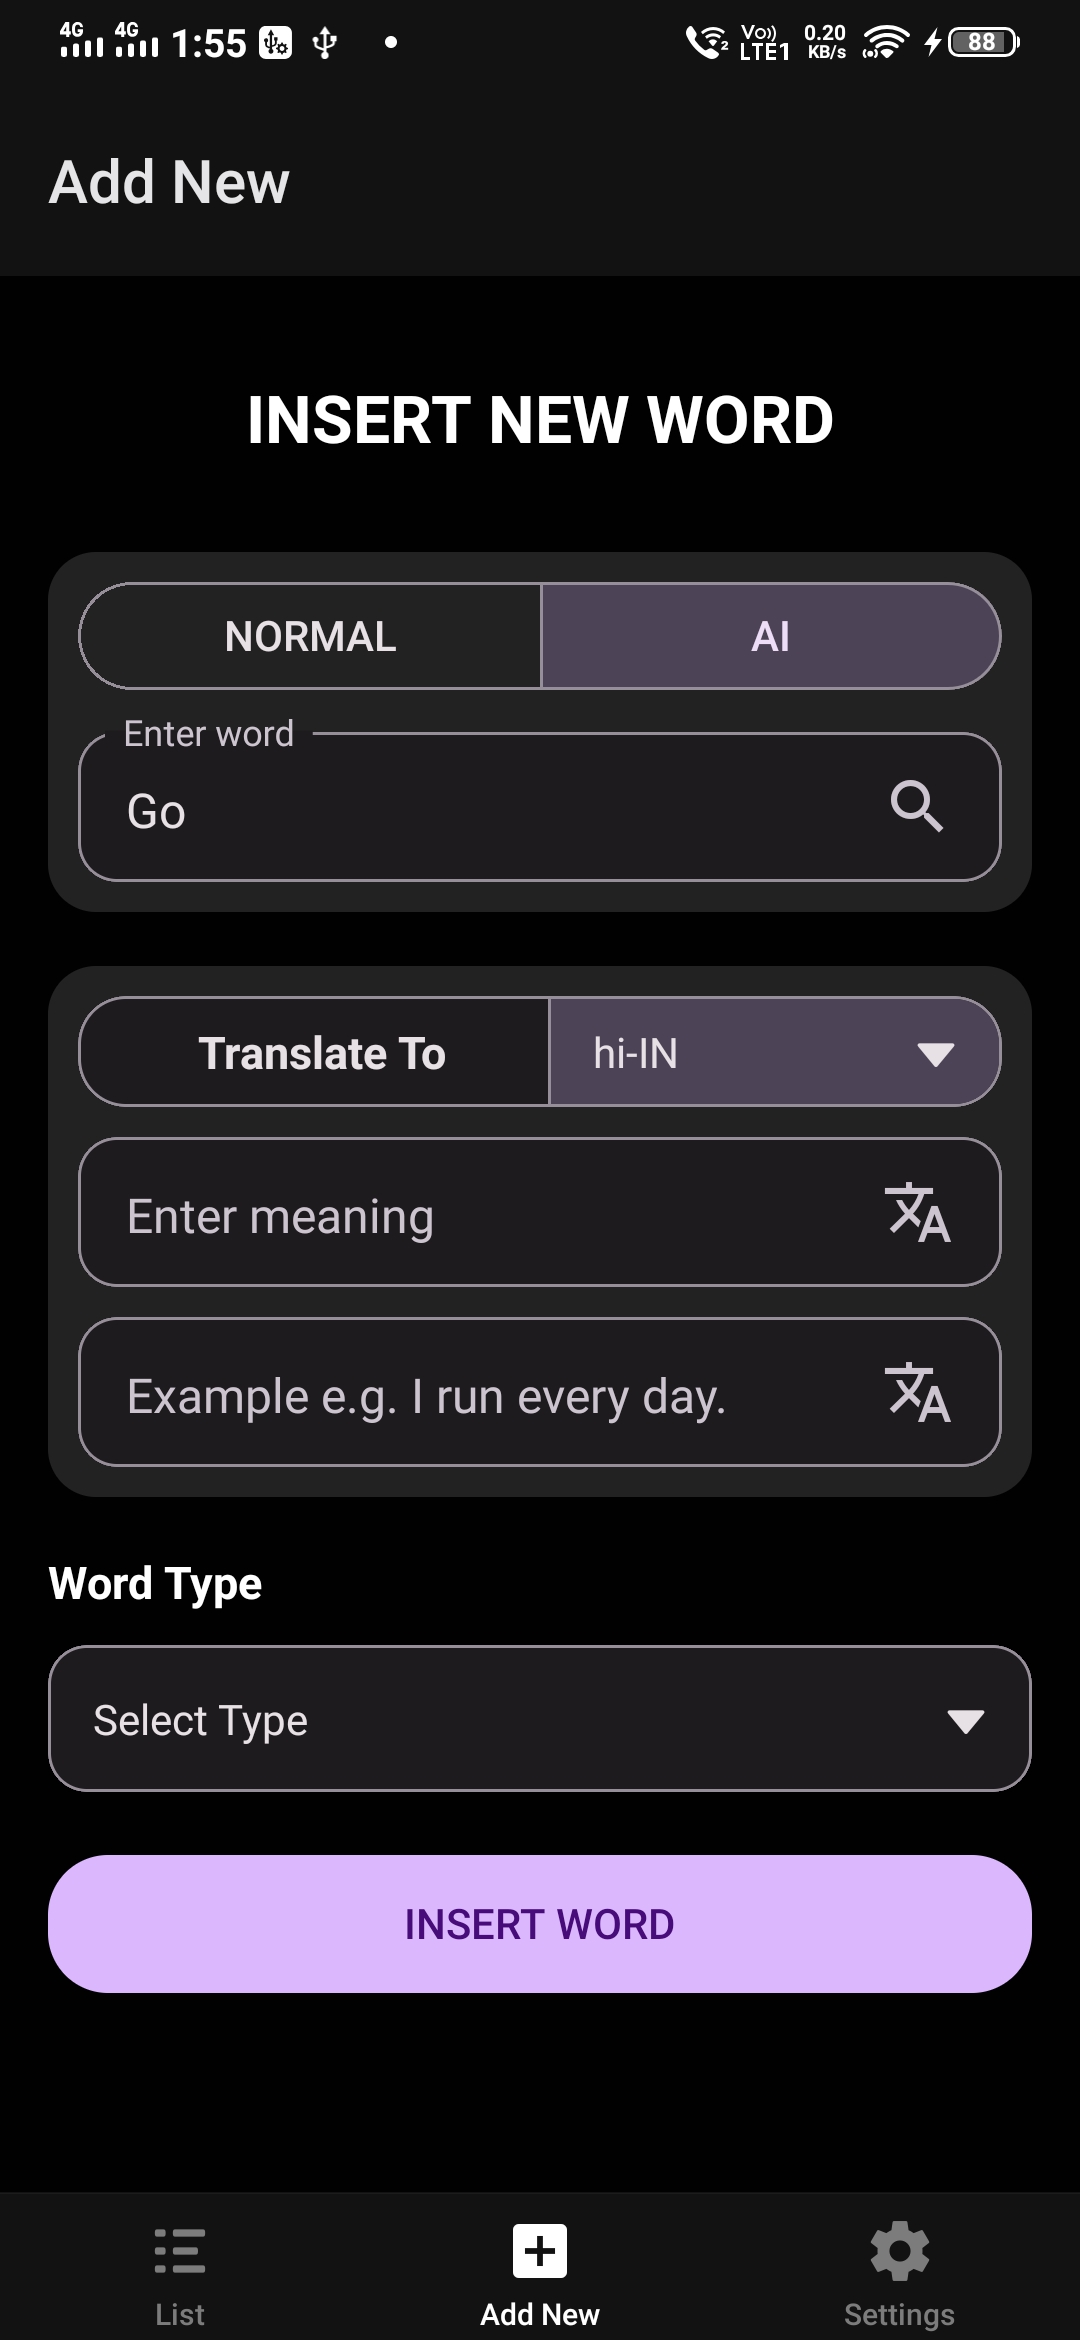 4G 4G 1:55 2 Vo)) LTE1 0.20 KB/s 88
Add New
INSERT NEW WORD
NORMAL AI
Enter word
Go
Translate To hi-IN
Enter meaning
Example e.g. I run every day.
Word Type
Select Type
INSERT WORD
List Add New Settings